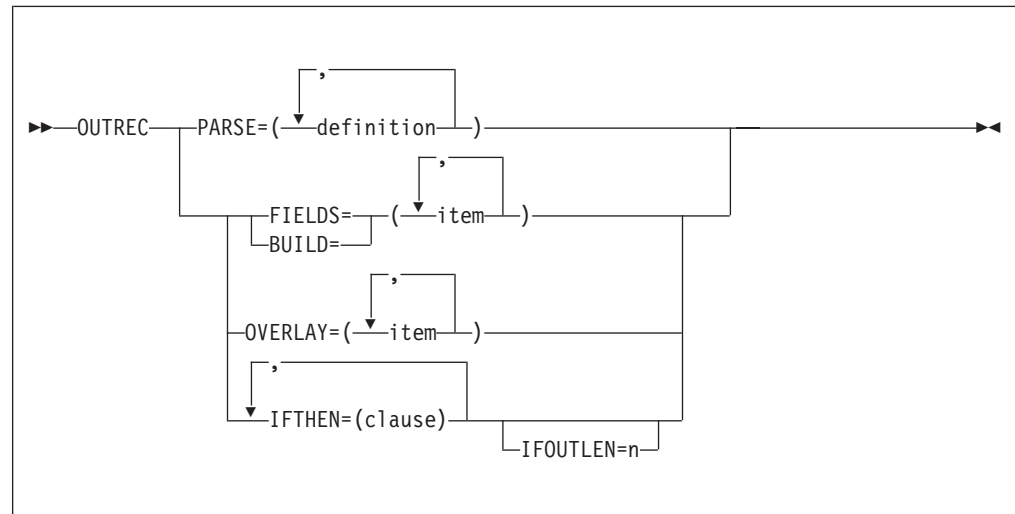 ,
OUTREC PARSE=( definition )
,
FIELDS= ( item )
BUILD=
,
OVERLAY=( item )
,
IFTHEN=(clause)
IFOUTLEN=n